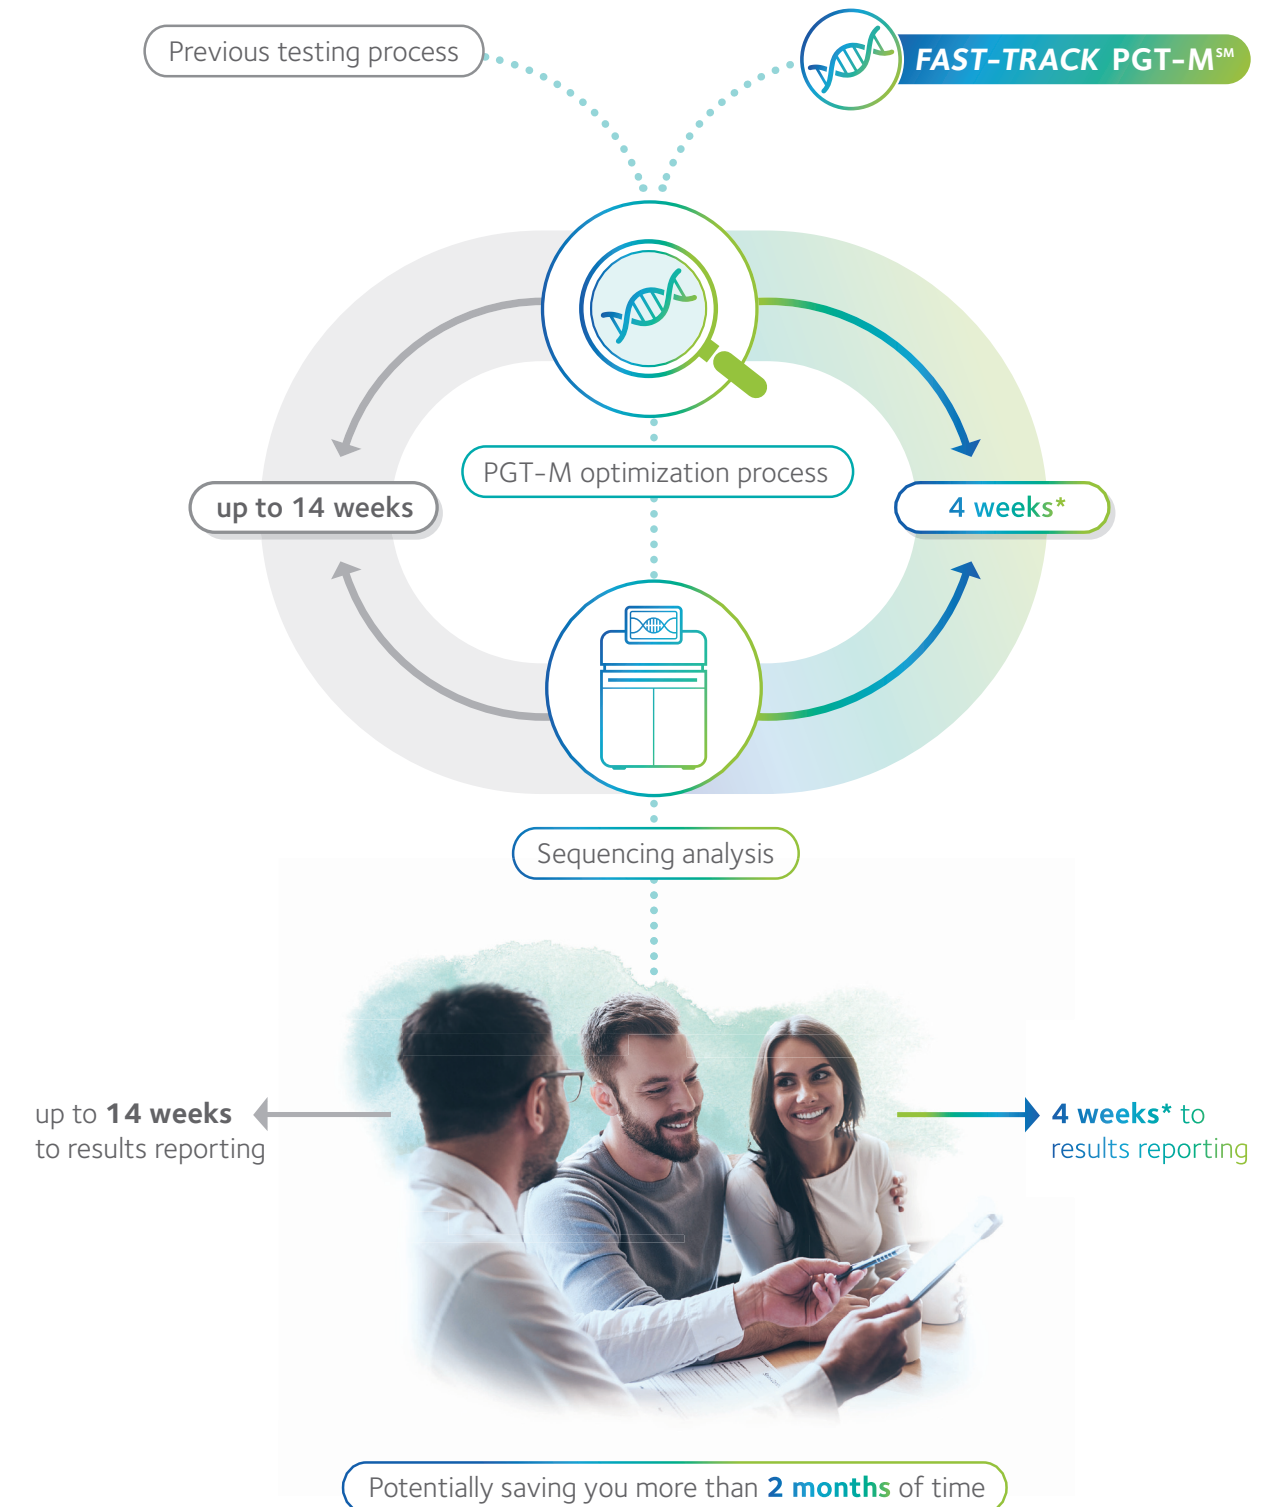 Previous testing process
FAST-TRACK PGT-M℠
PGT-M optimization process
up to 14 weeks
4 weeks*
Sequencing analysis
up to 14 weeks
to results reporting
4 weeks* to
results reporting
Potentially saving you more than 2 months of time